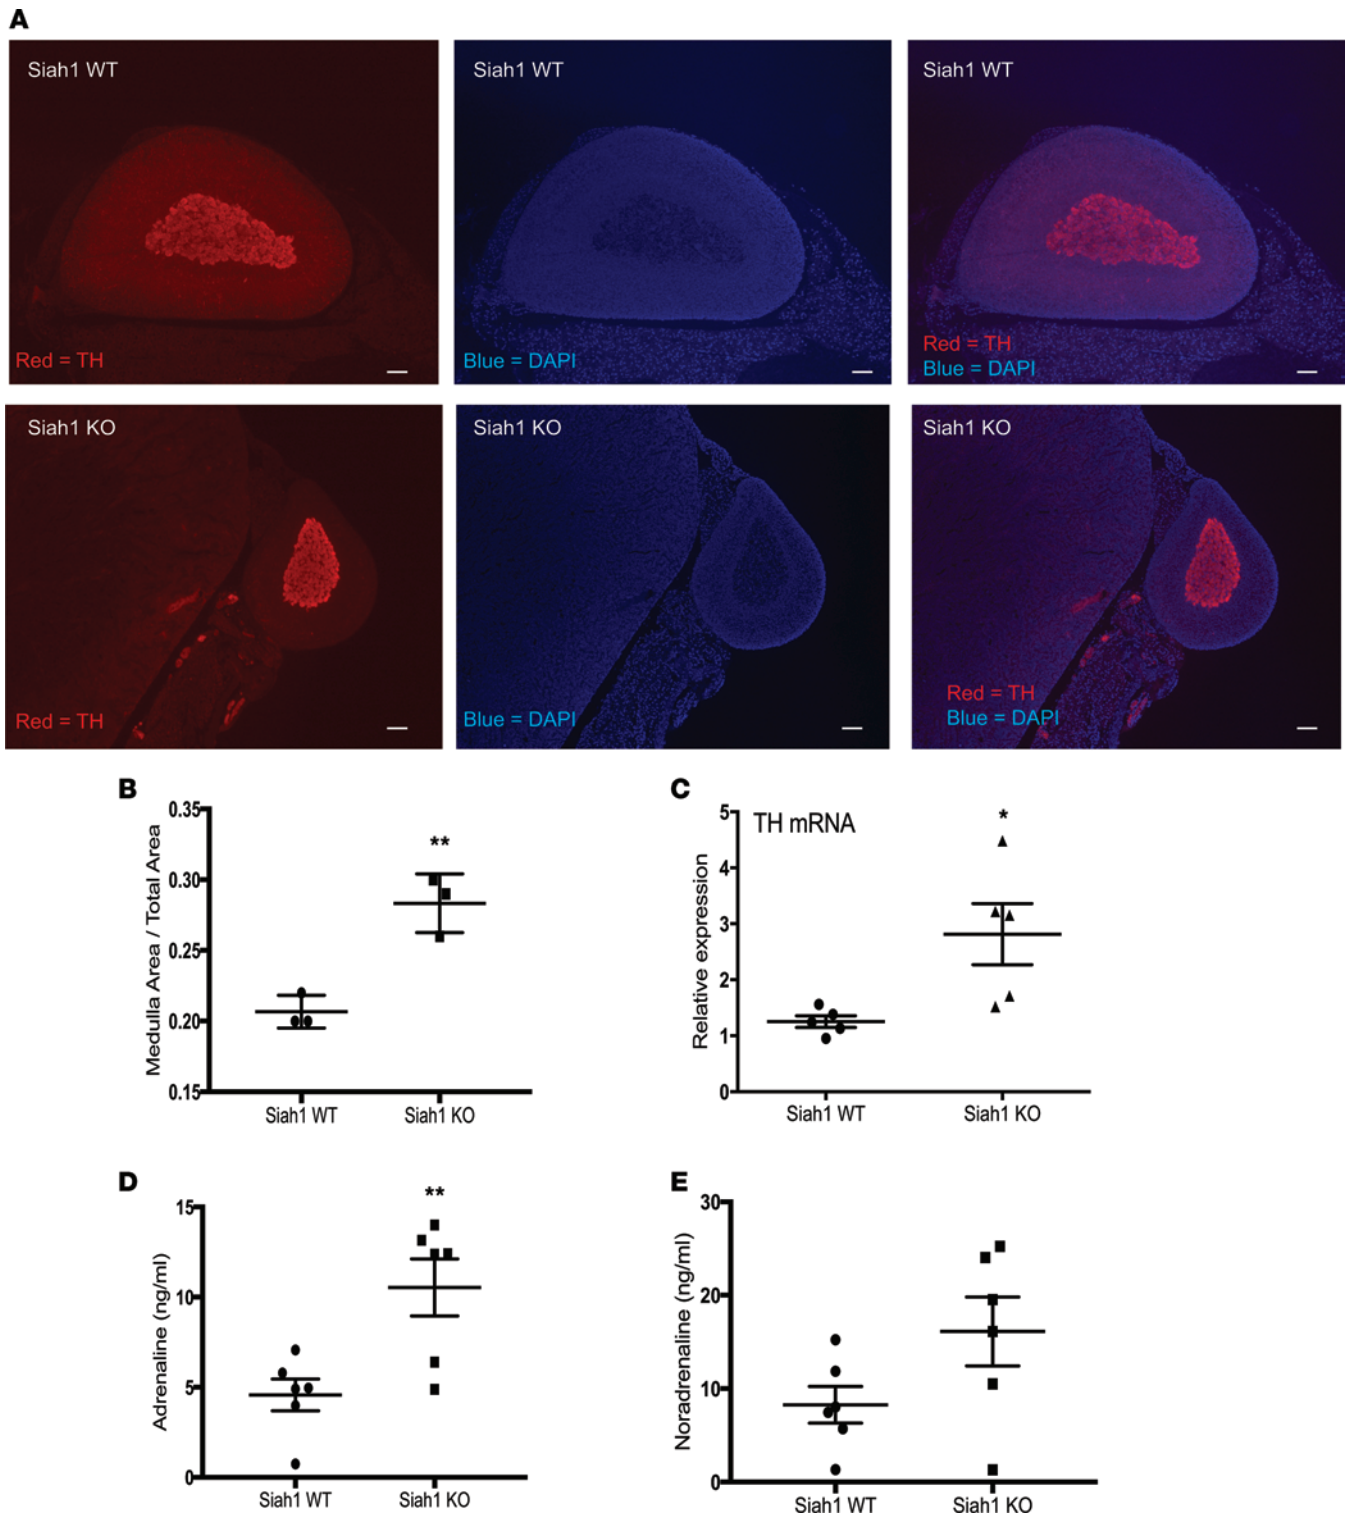 A
Siah1 WT
Siah1 WT
Siah1 WT
Red = TH
Blue = DAPI
Red = TH
Blue = DAPI
Siah1 KO
Siah1 KO
Siah1 KO
Red = TH
Blue = DAPI
Red = TH
Blue = DAPI
B
Medulla Area / Total Area
0.35
0.30
0.25
0.20
0.15
**
Siah1 WT
Siah1 KO
C
TH mRNA
Relative expression
5
4
3
2
1
0
*
Siah1 WT
Siah1 KO
D
Adrenaline (ng/ml)
15
10
5
0
**
Siah1 WT
Siah1 KO
E
Noradrenaline (ng/ml)
30
20
10
0
Siah1 WT
Siah1 KO